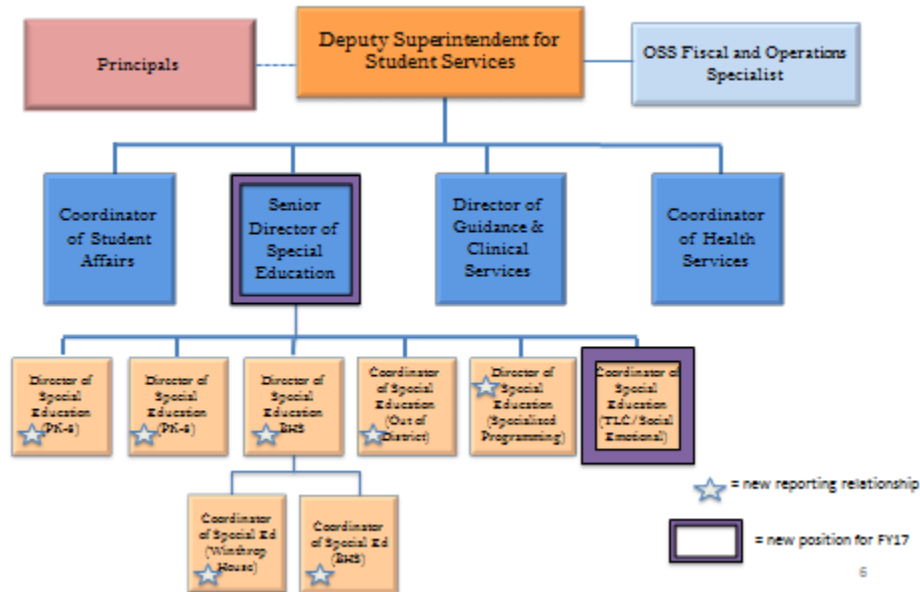 Principals
Deputy Superintendent for
Student Services
OSS Fiscal and Operations
Specialist
Coordinator
of Student
Affairs
Senior
Director of
Special
Education
Director of
Guidance &
Clinical
Services
Coordinator
of Health
Services
Director of
Special
Education
(PK-8)
Director of
Special
Education
(PK-8)
Director of
Special
Education
BHS
Coordinator
of Special
Education
(Out of
District)
Director of
Special
Education
(Specialized
Programming)
Coordinator of
Special
Education
(TLC/Social
Emotional)
Coordinator
of Special Ed
(Winthrop
House)
Coordinator
of Special Ed
(BHS)
= new reporting relationship
= new position for FY17
6